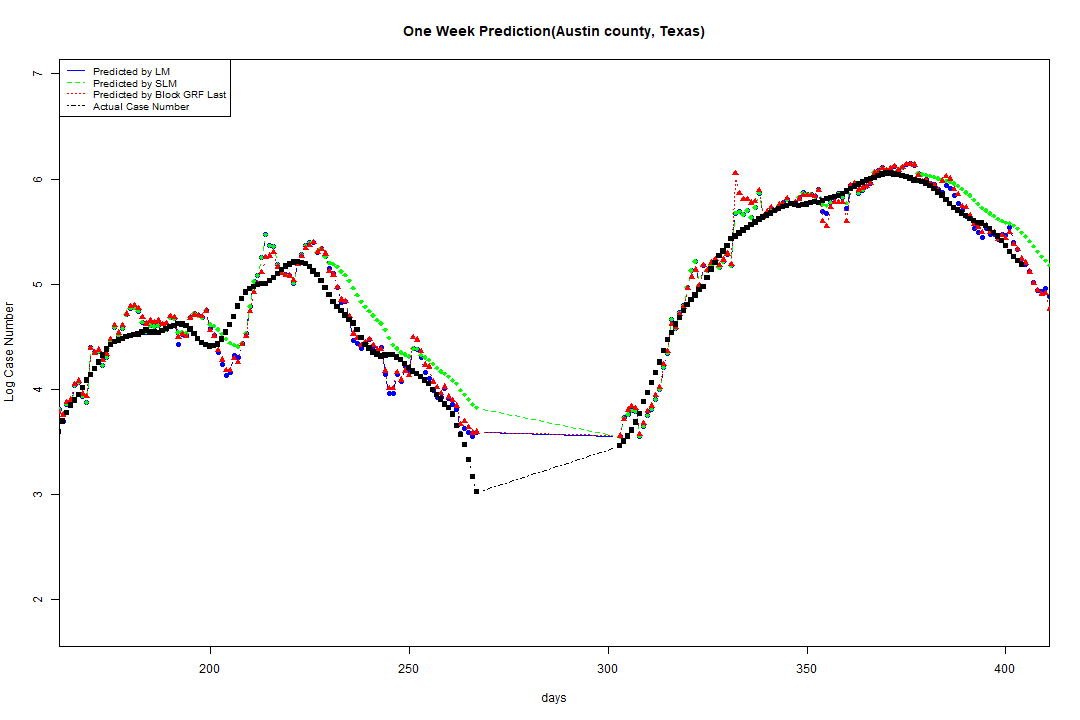 One Week Prediction(Austin county, Texas)
Predicted by LM
Predicted by SLM
Predicted by Block GRF Last
Actual Case Number
7
6
5
4
3
2
Log Case Number
200 250 300 350 400
days